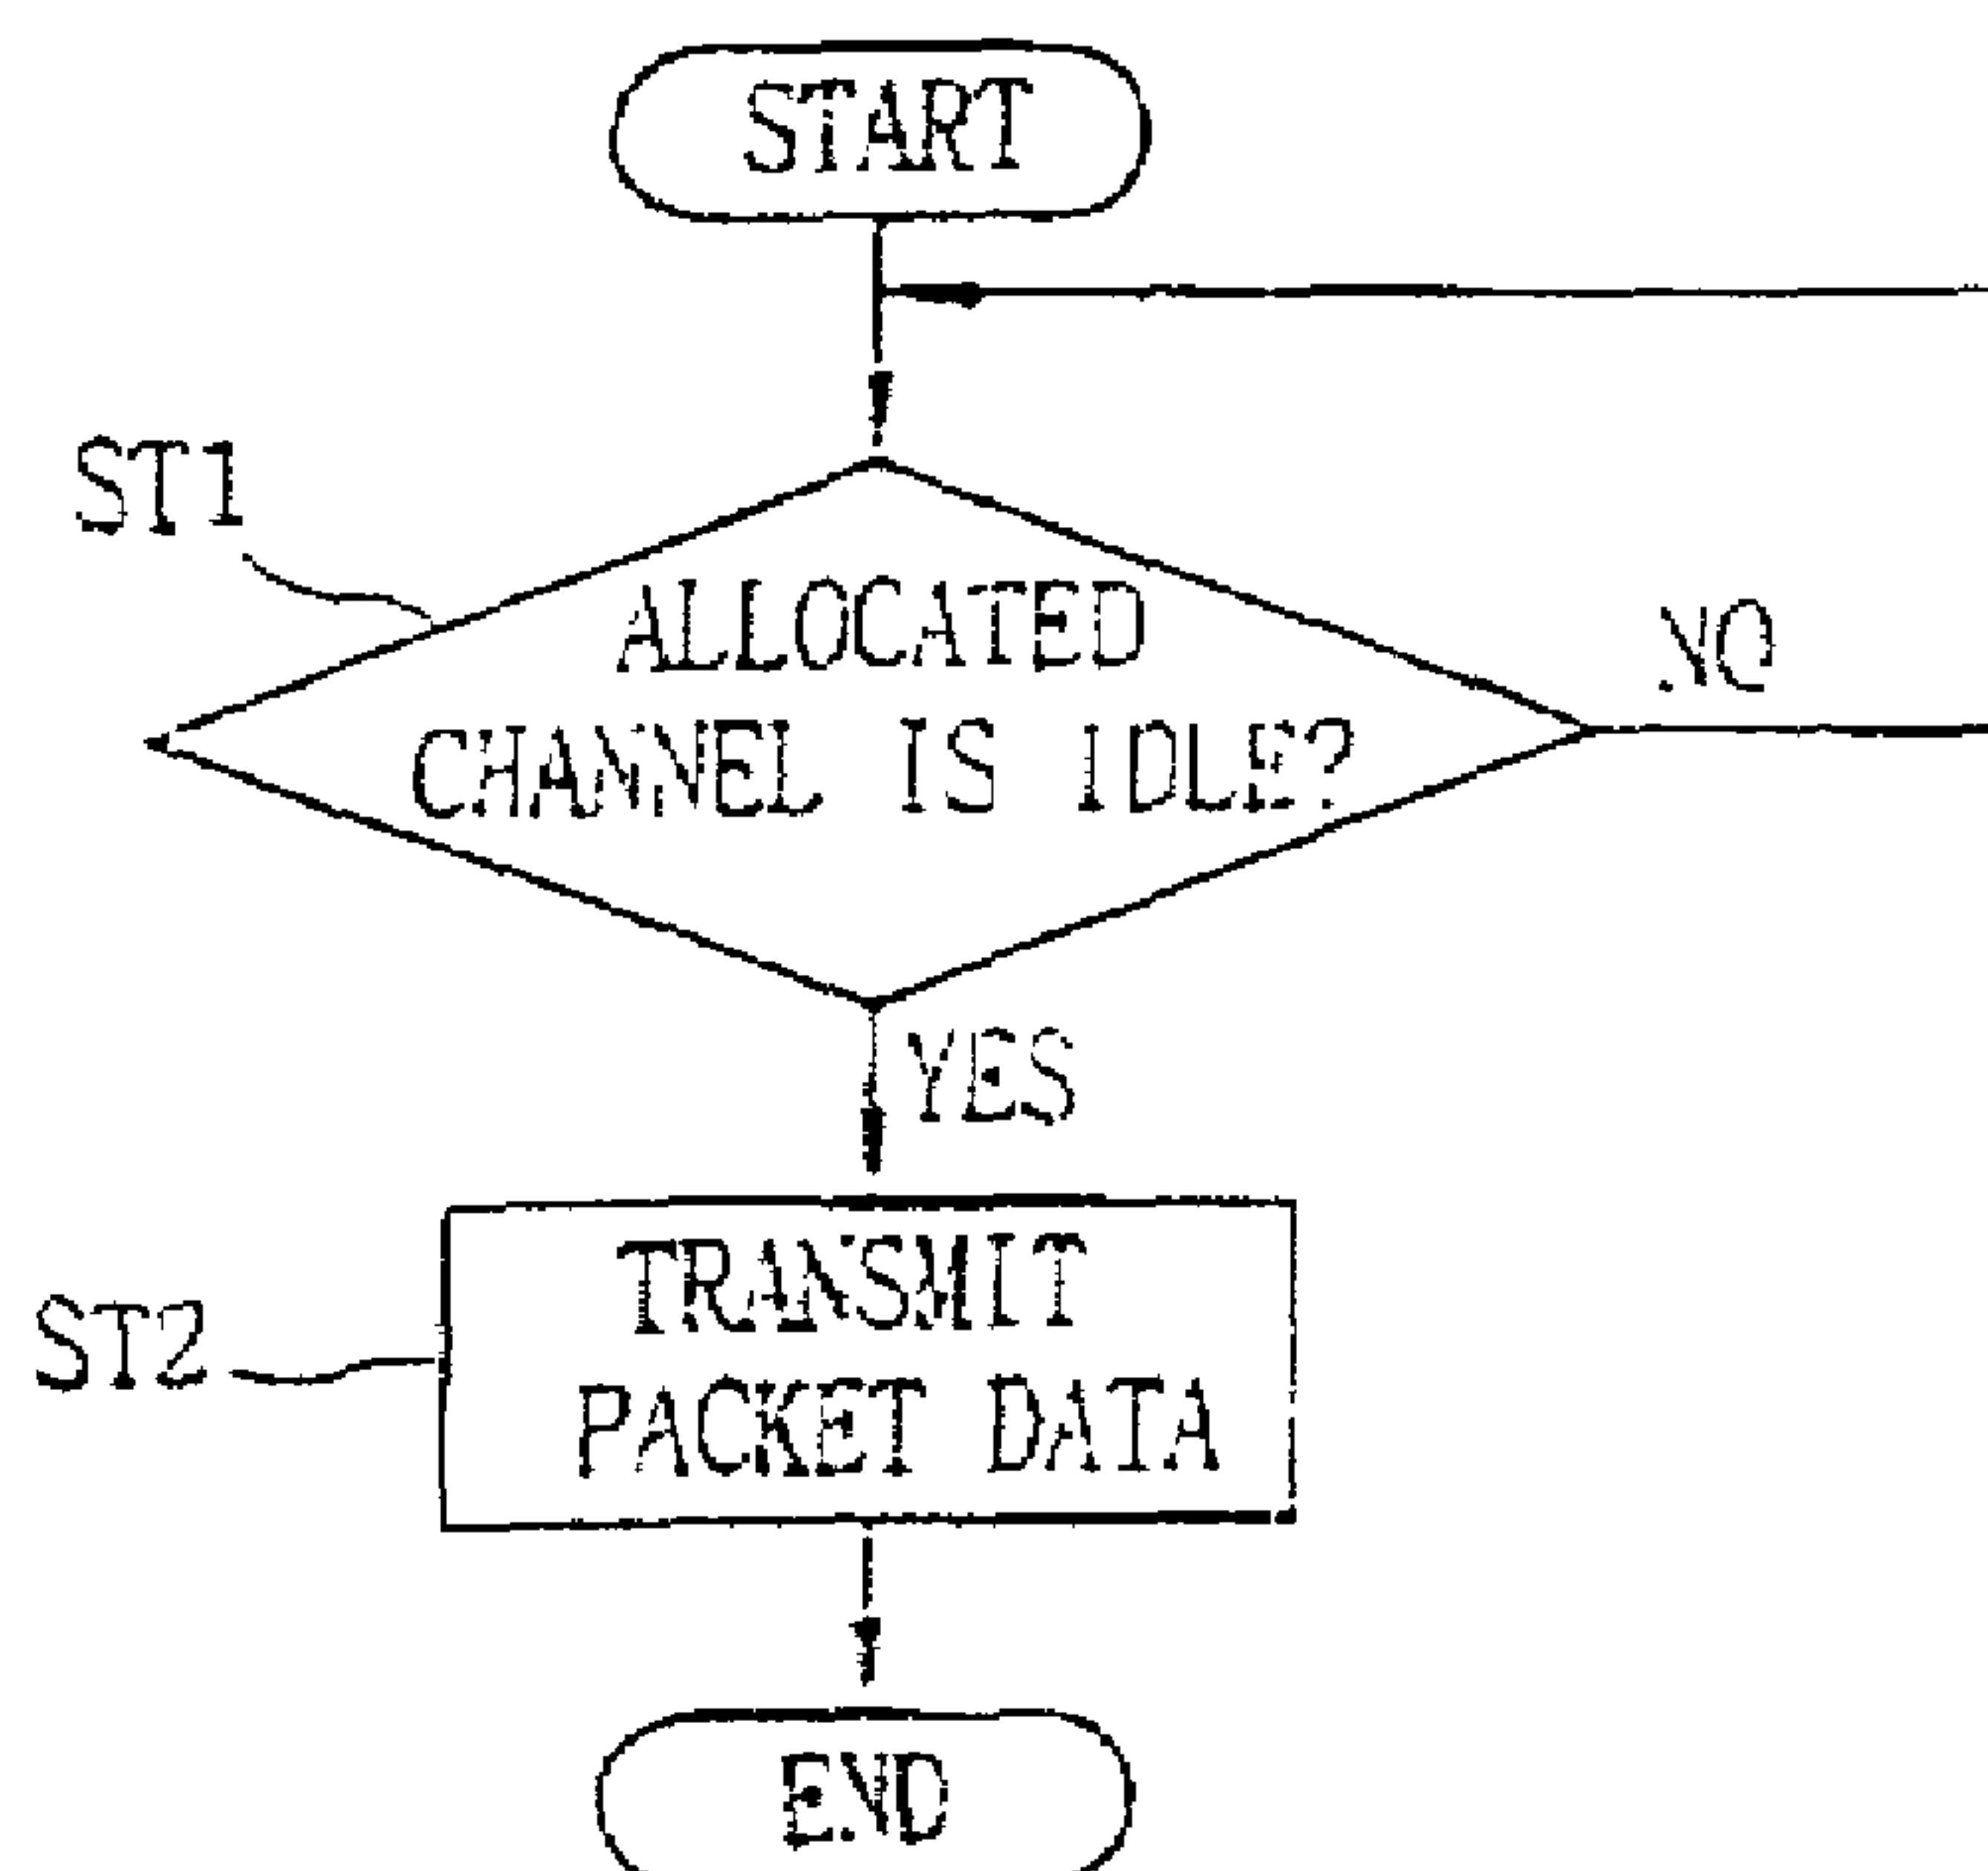 START
ST1
ALLOCATED
CHANNEL IS IDLE?
NO
YES
ST2
TRANSMIT
PACKET DATA
END